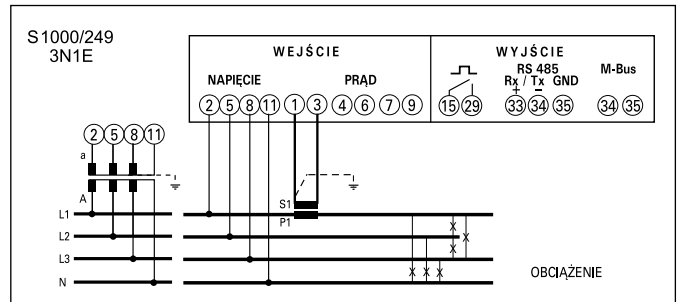 S1000/249
3N1E
WEJŚCIE
NAPIĘCIE PRĄD
2 5 8 11 1 3 4 6 7 9
WYJŚCIE
RS 485
Rx / Tx GND
+ −
M-Bus
15 29 33 34 35 34 35
2 5 8 11
a
A
S1
P1
L1
L2
L3
N
OBCIĄŻENIE